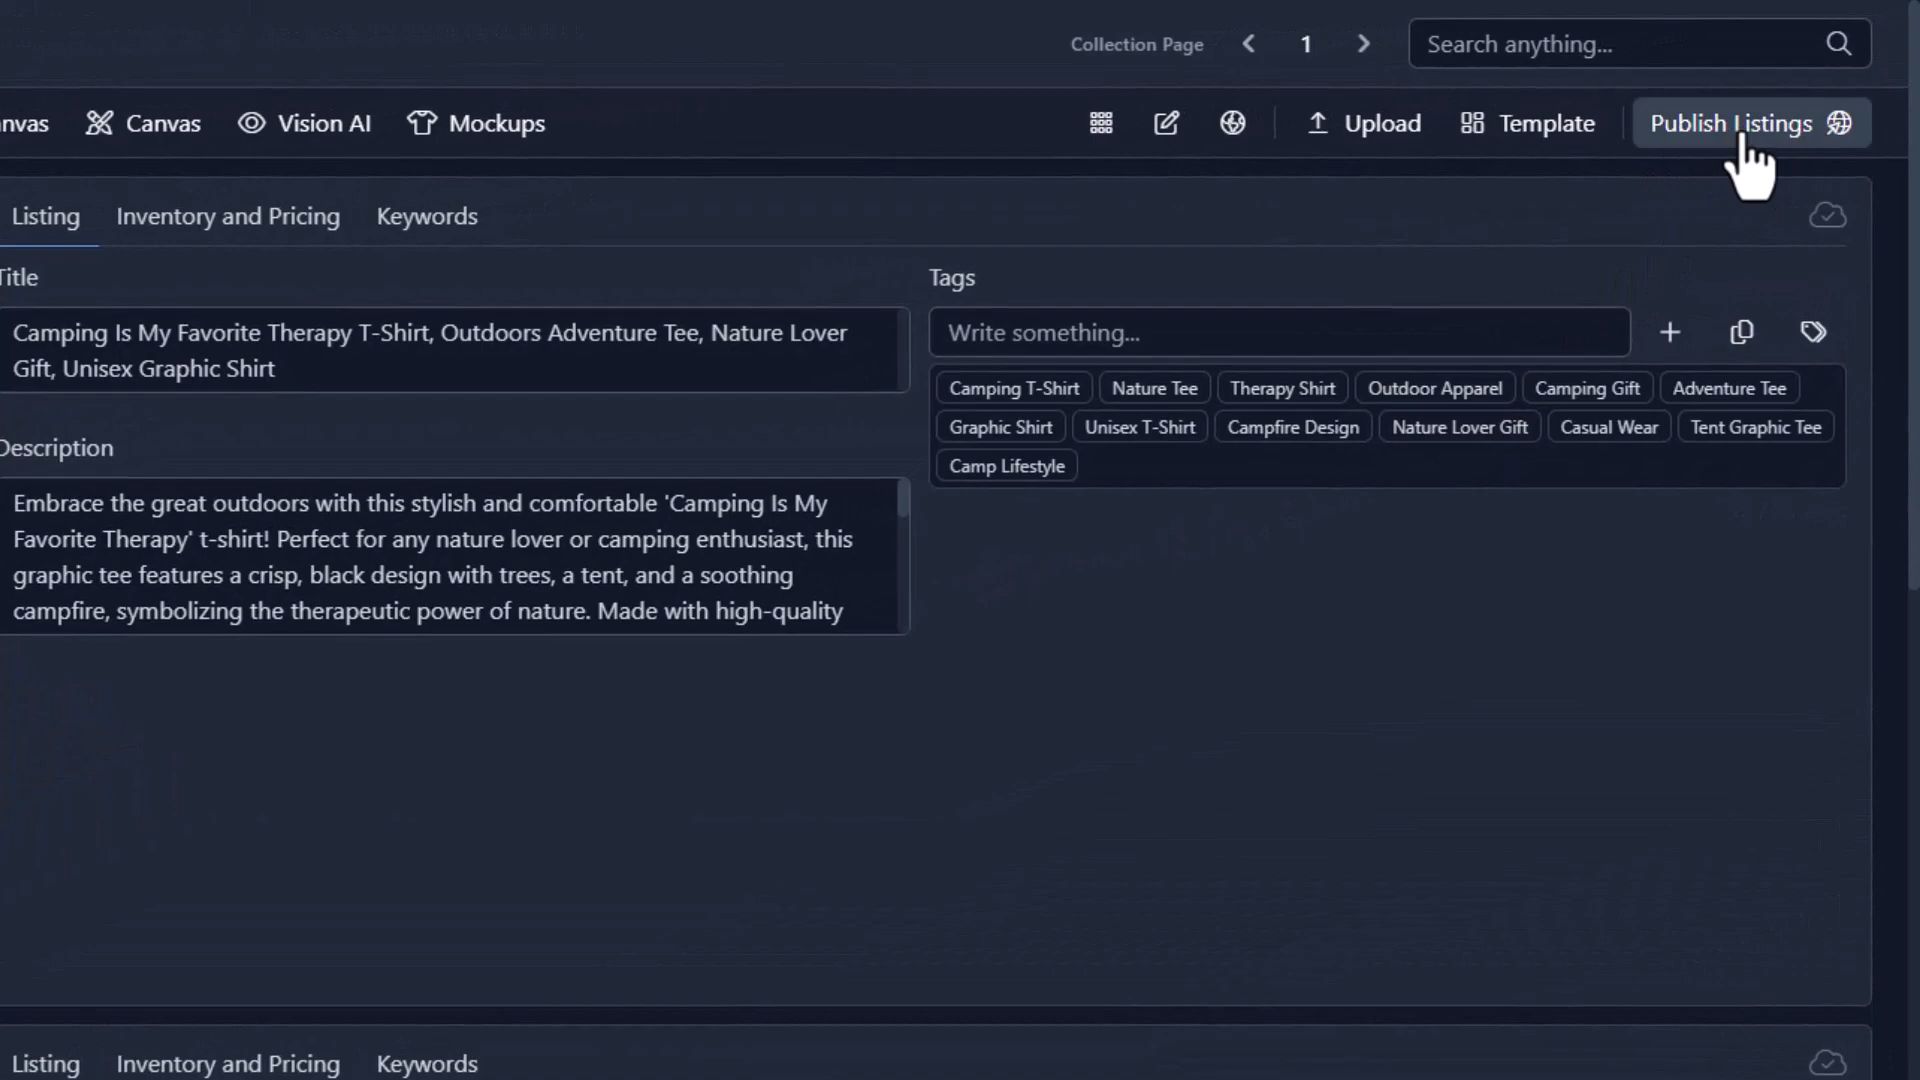 Collection Page 1 Search anything...
Canvas Vision AI Mockups Upload Template Publish Listings
Listing Inventory and Pricing Keywords
Title
Camping Is My Favorite Therapy T-Shirt, Outdoors Adventure Tee, Nature Lover
Gift, Unisex Graphic Shirt
Description
Embrace the great outdoors with this stylish and comfortable 'Camping Is My
Favorite Therapy' t-shirt! Perfect for any nature lover or camping enthusiast, this
graphic tee features a crisp, black design with trees, a tent, and a soothing
campfire, symbolizing the therapeutic power of nature. Made with high-quality
Tags
Write something...
Camping T-Shirt Nature Tee Therapy Shirt Outdoor Apparel Camping Gift Adventure Tee
Graphic Shirt Unisex T-Shirt Campfire Design Nature Lover Gift Casual Wear Tent Graphic Tee
Camp Lifestyle
Listing Inventory and Pricing Keywords